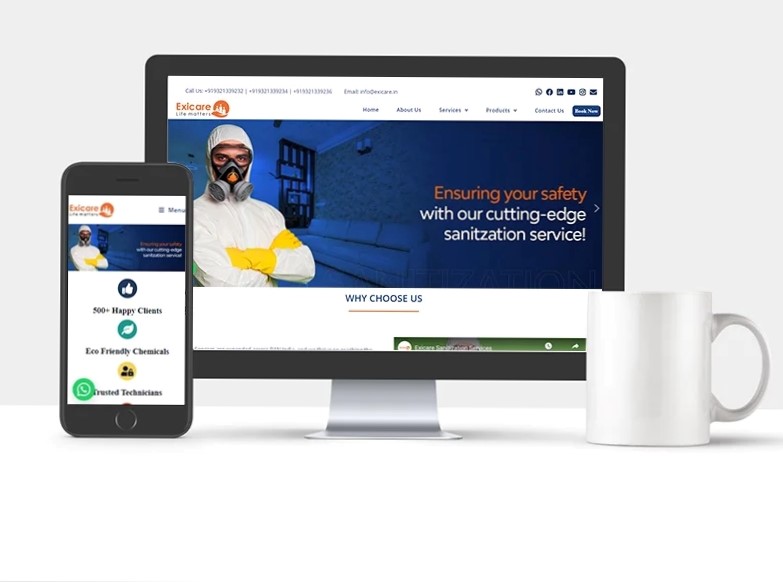 Call Us: +919321339232 | +919321339234 | +919321339236 Email: info@exicare.in
Exicare
Life matters
Home About Us Services Products Contact Us Book Now
Ensuring your safety
with our cutting-edge
sanitzation service!
WHY CHOOSE US
Exicare Sanitization Services
Exicare
Life matters
Menu
Ensuring your safety
with our cutting-edge
sanitzation service!
500+ Happy Clients
Eco Friendly Chemicals
Trusted Technicians